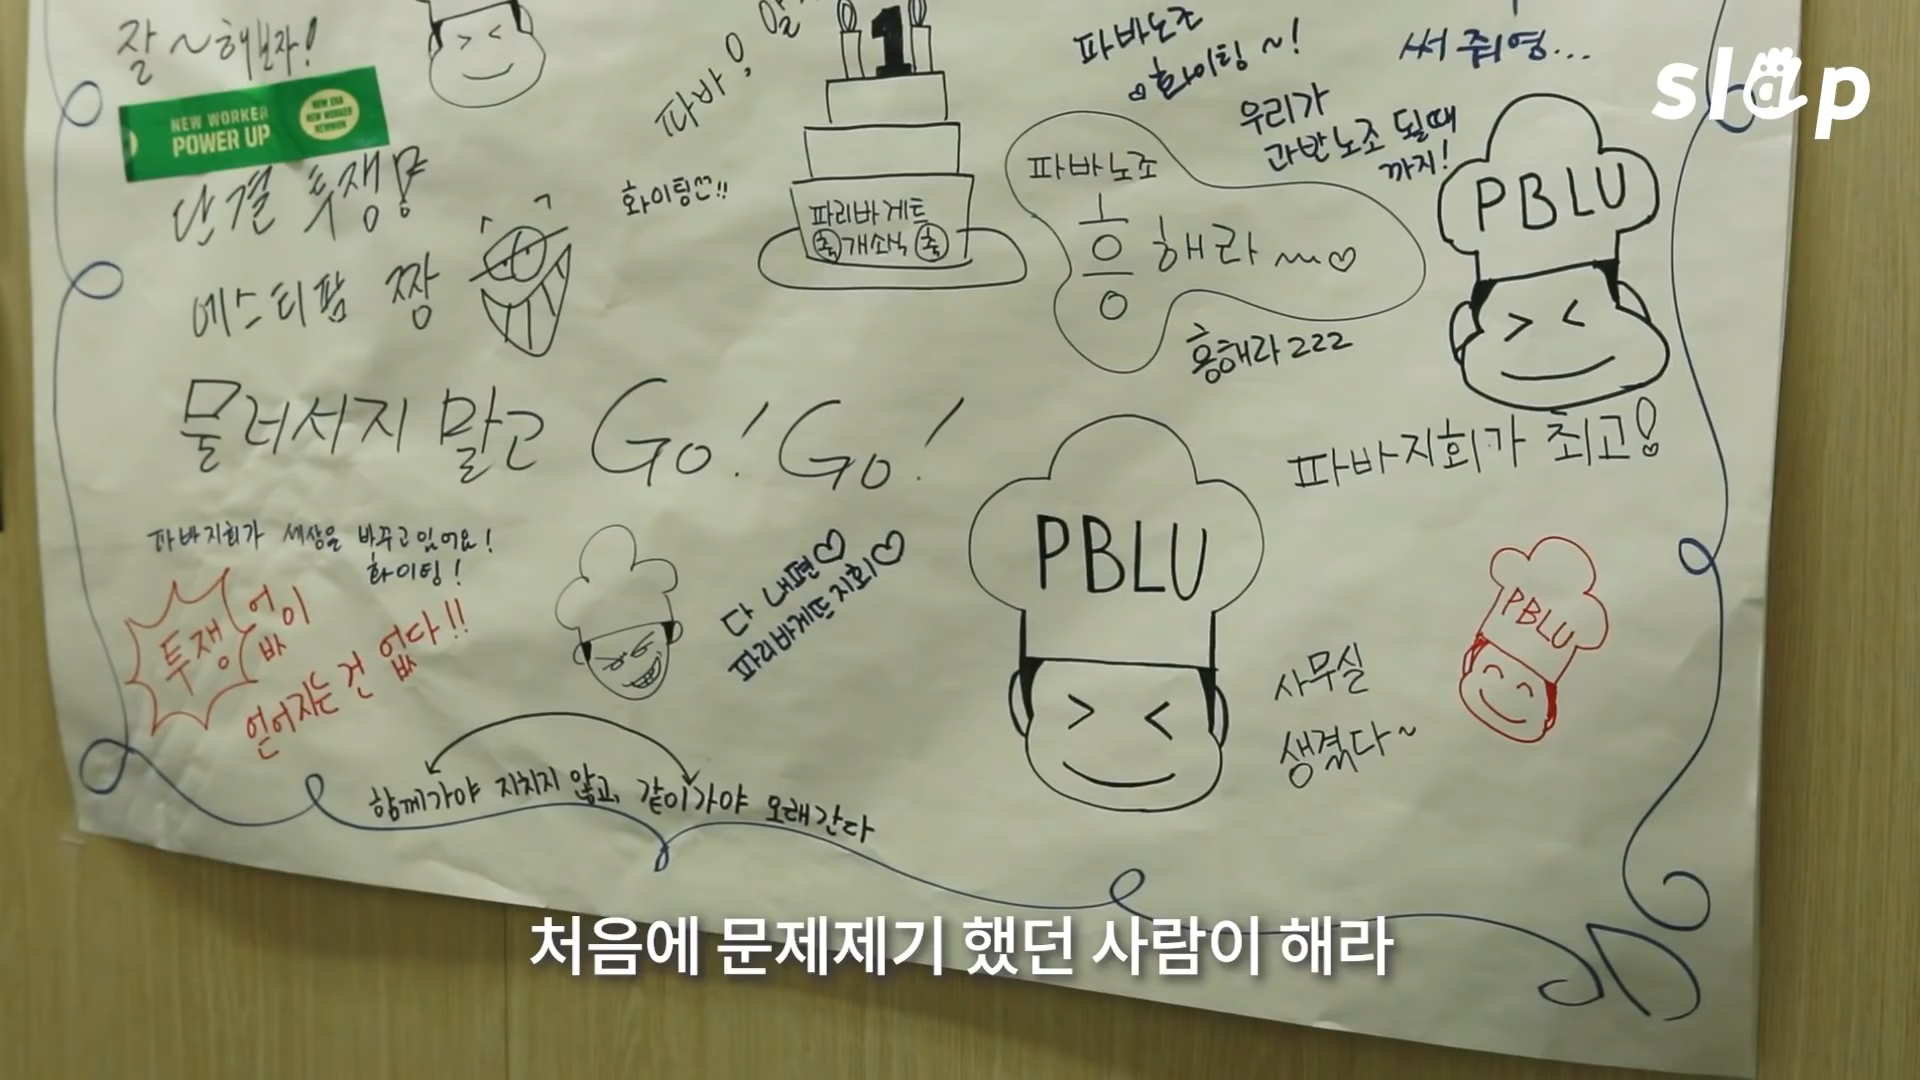 잘~해보자!
NEW WORKER
POWER UP
NEW ERA
NEW WORKER
단결 투쟁!
에스티팜 짱
물러서지 말고 Go! Go!
파바지회가 세상을 바꾸고있어요!
화이팅!
투쟁 없이
얻어지는 건 없다!!
함께가야 지치지 않고, 같이가야 오래간다
파바
화이팅!!
1
파리바게트
축 개소식 축
파바노조
화이팅~!
써 줘영...
우리가
과반노조 될때
까지!
파바노조
흥해라
흥해라222
PBLU
파바지회가 최고!
다 내편♡
파리바게뜨 지회♡
PBLU
사무실
생겼다~
PBLU
slap
처음에 문제제기 했던 사람이 해라